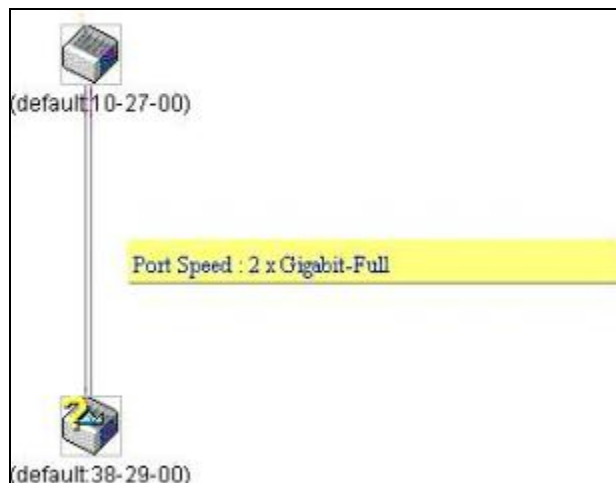 (default:10-27-00)
Port Speed : 2 x Gigabit-Full
(default:38-29-00)